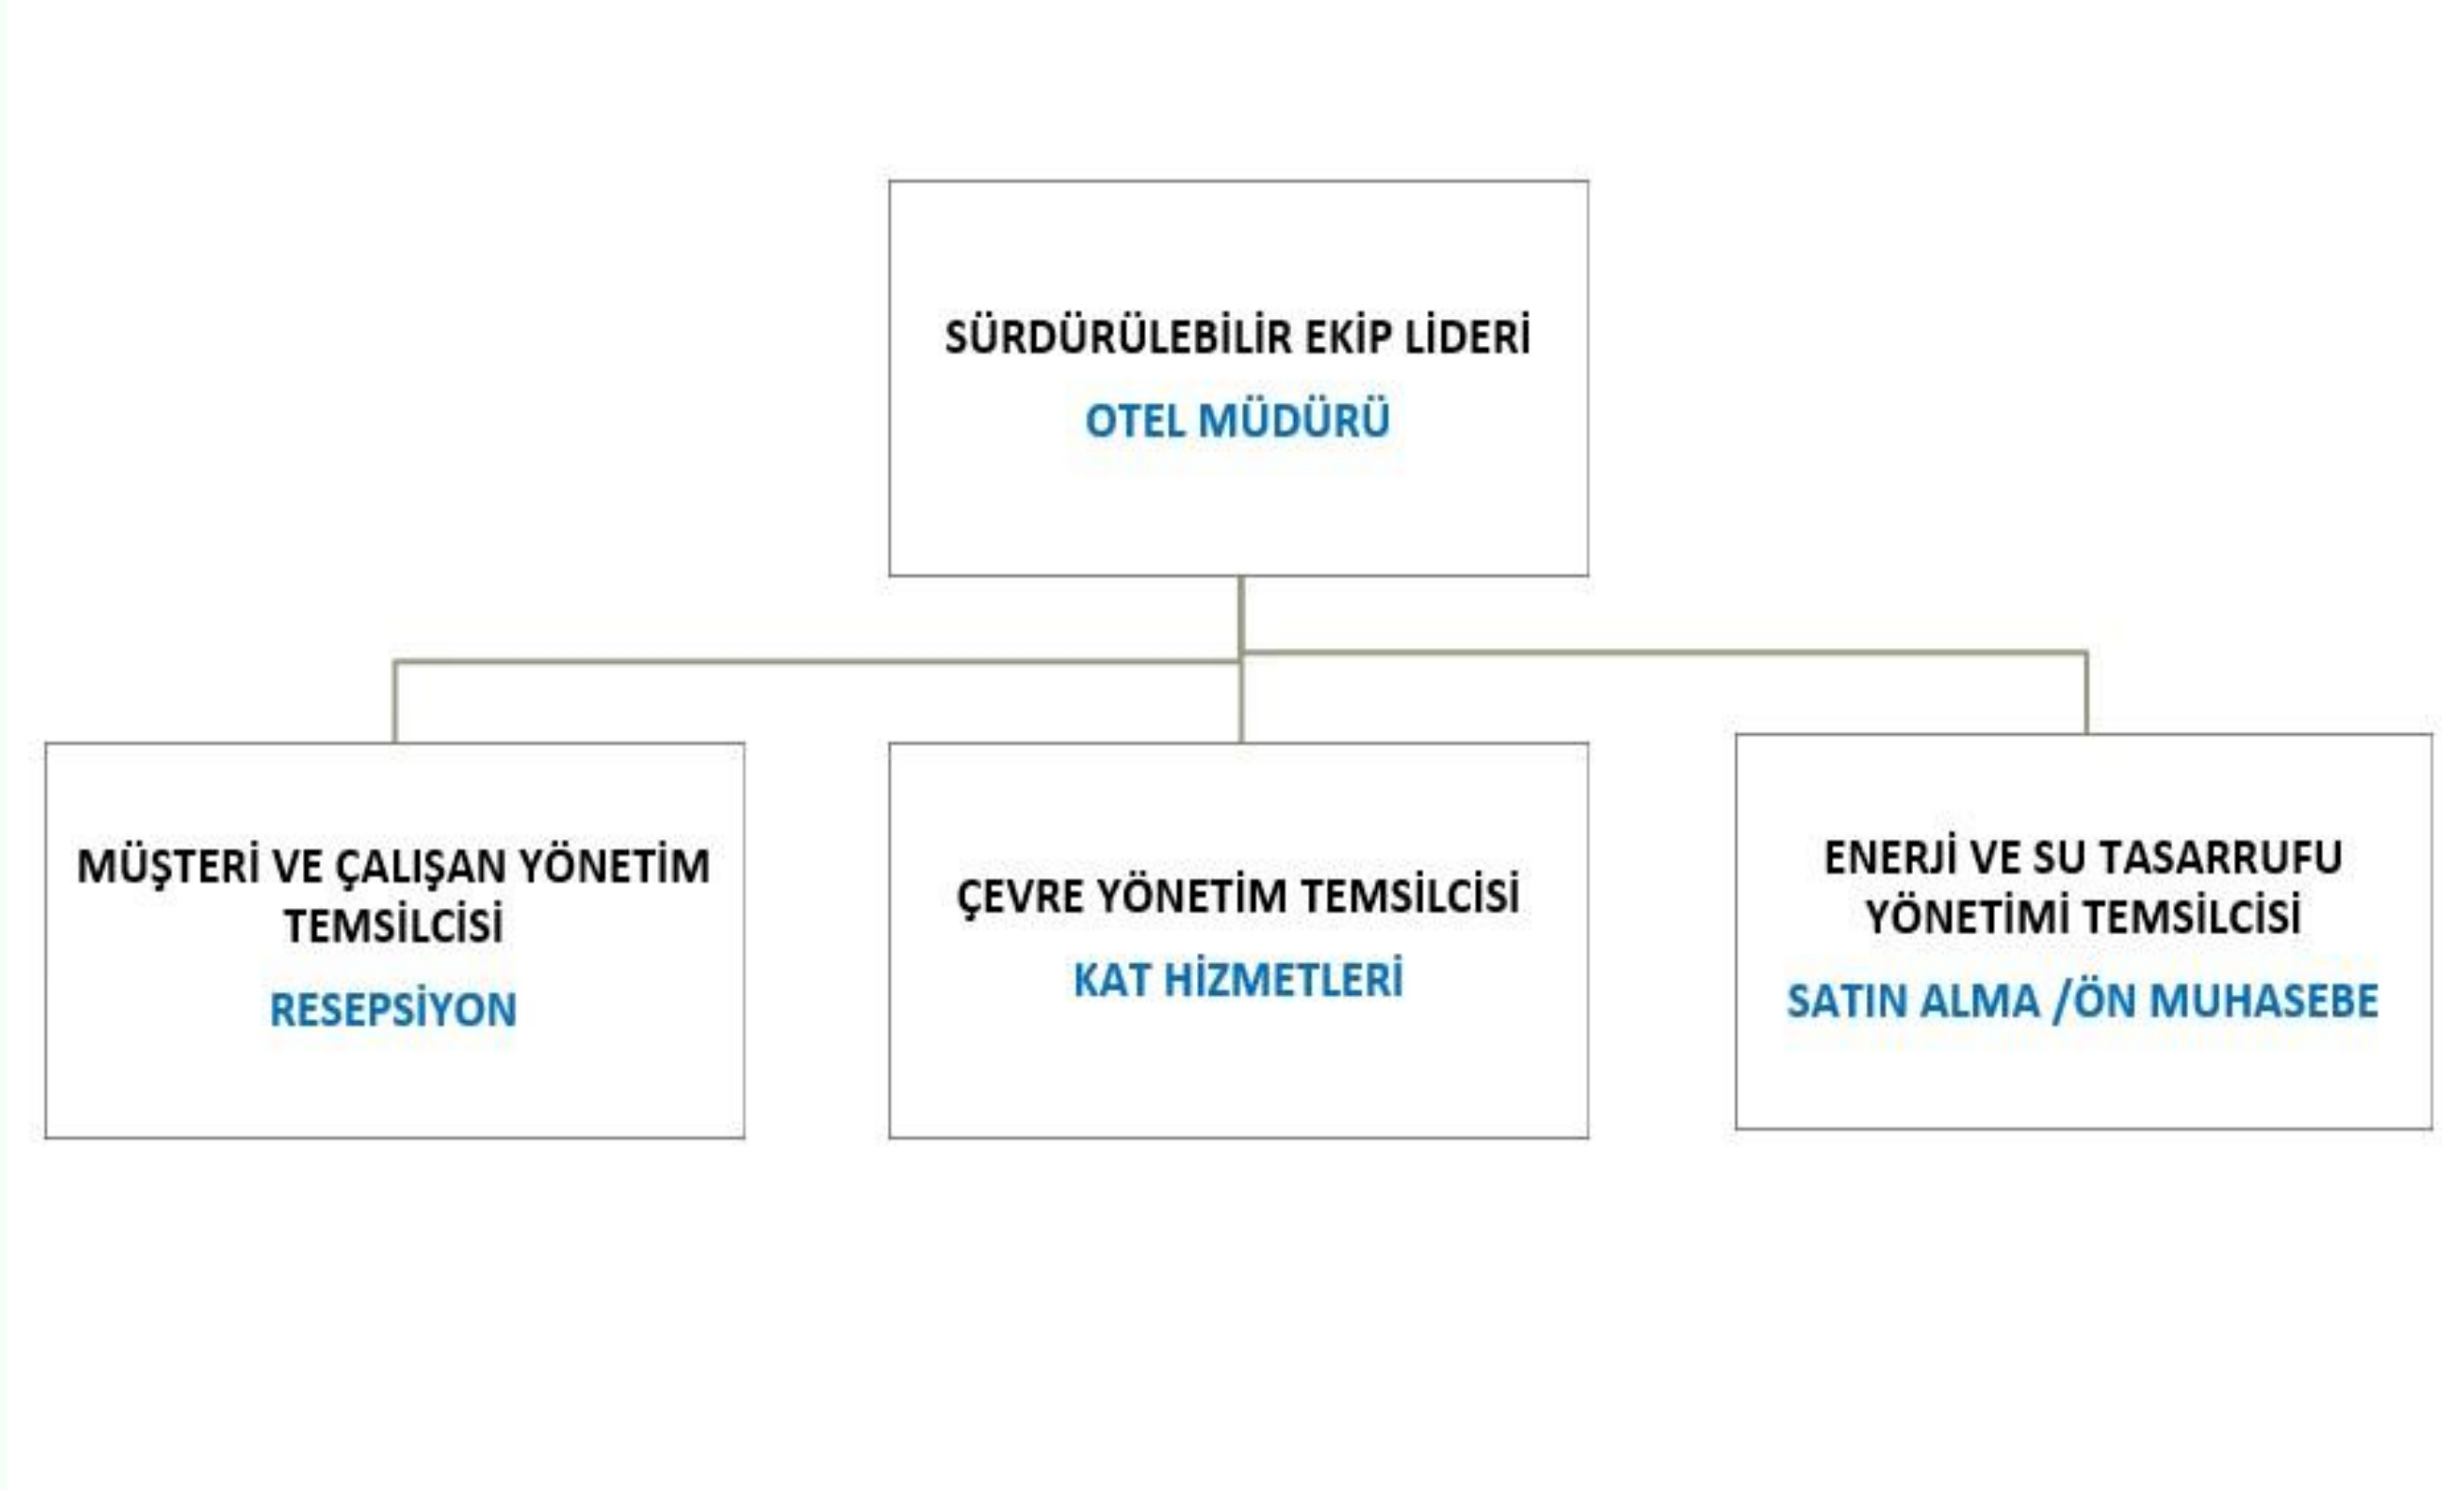 SÜRDÜRÜLEBİLİR EKİP LİDERİ
OTEL MÜDÜRÜ
MÜŞTERİ VE ÇALIŞAN YÖNETİM
TEMSİLCİSİ
RESEPSİYON
ÇEVRE YÖNETİM TEMSİLCİSİ
KAT HİZMETLERİ
ENERJİ VE SU TASARRUFU
YÖNETİMİ TEMSİLCİSİ
SATIN ALMA /ÖN MUHASEBE